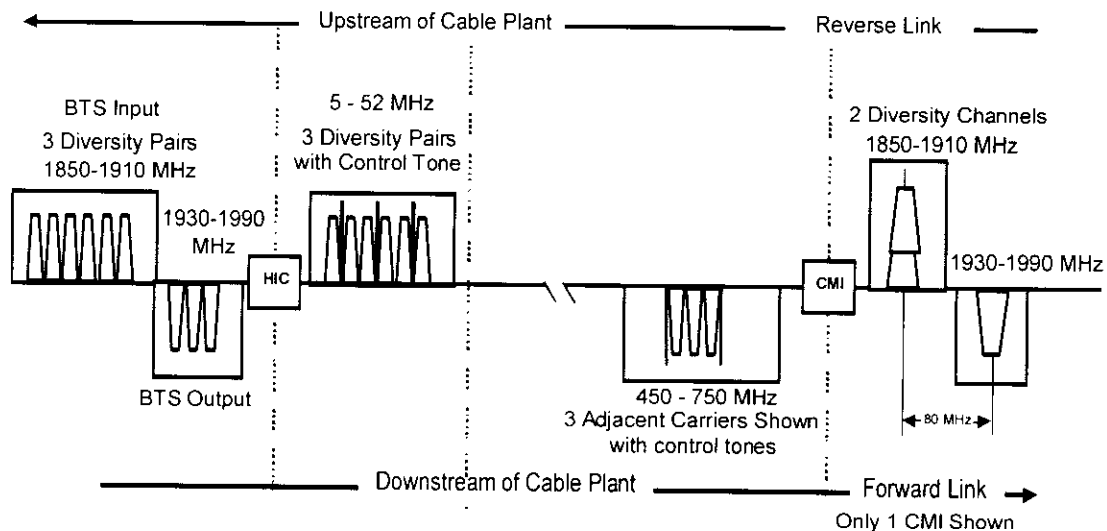 Upstream of Cable Plant
Reverse Link
BTS Input
3 Diversity Pairs
1850-1910 MHz
1930-1990
MHz
HIC
BTS Output
5 - 52 MHz
3 Diversity Pairs
with Control Tone
450 - 750 MHz
3 Adjacent Carriers Shown
with control tones
CMI
2 Diversity Channels
1850-1910 MHz
1930-1990 MHz
80 MHz
Downstream of Cable Plant
Forward Link
Only 1 CMI Shown